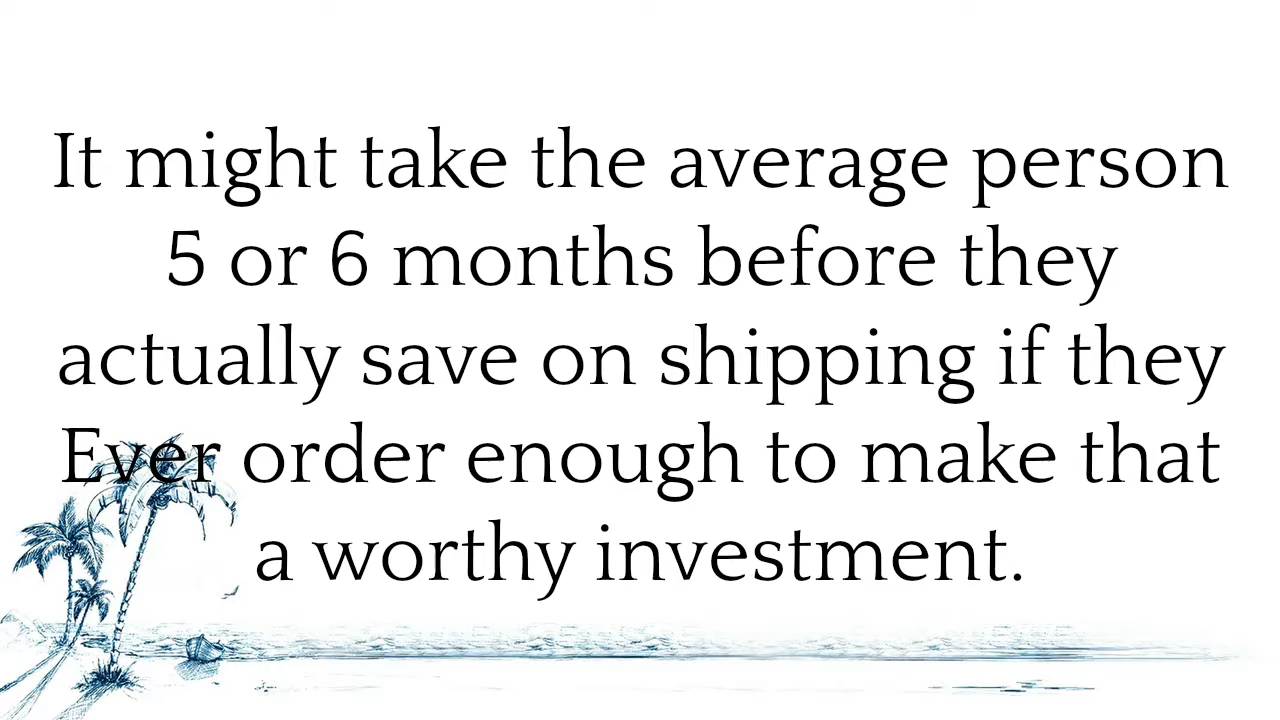 It might take the average person
5 or 6 months before they
actually save on shipping if they
Ever order enough to make that
a worthy investment.